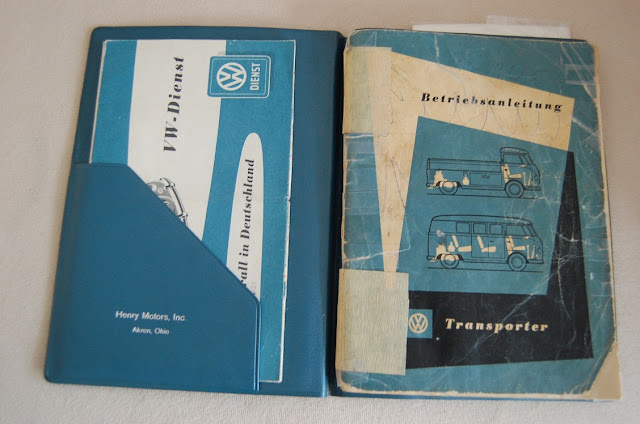 VW-Dienst
DIENST
all in Deutschland
Henry Motors, Inc.
Akron, Ohio
Betriebsanleitung
Transporter